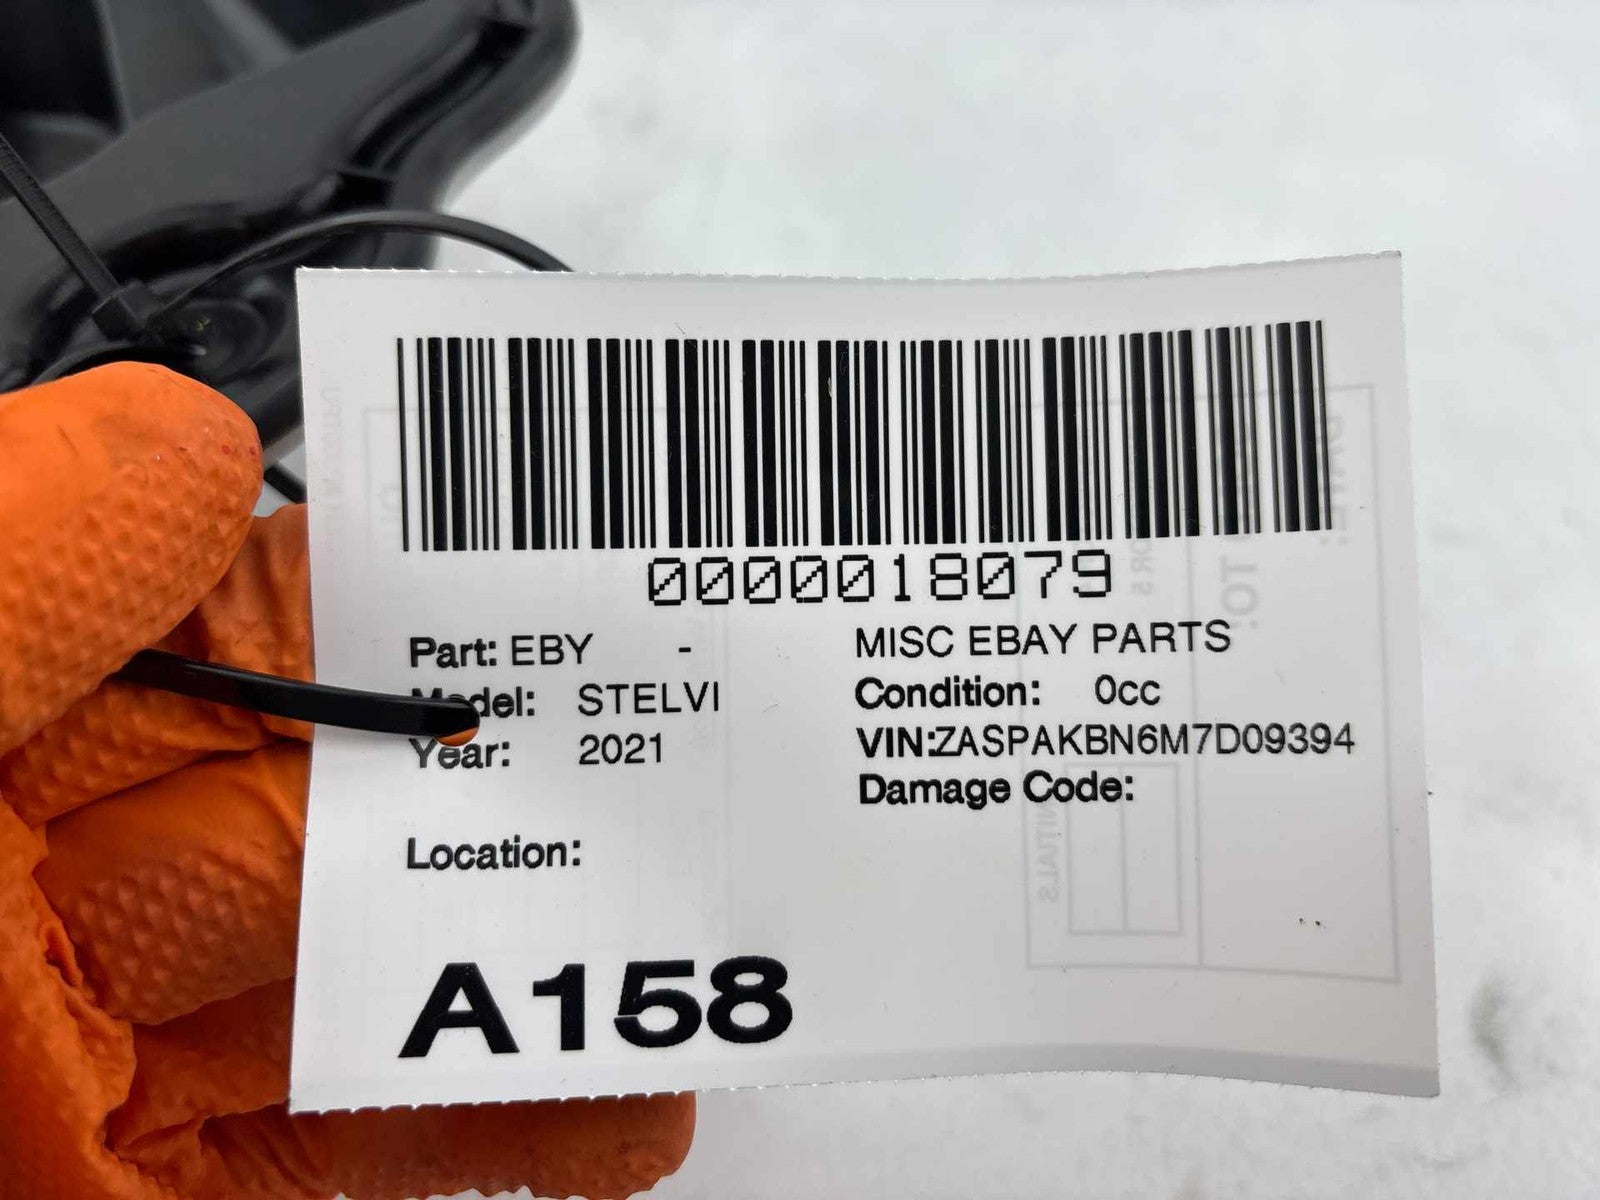 0000018079
Part: EBY - MISC EBAY PARTS
Model: STELVI Condition: 0cc
Year: 2021 VIN:ZASPAKBN6M7D09394
Damage Code:
Location:
A158